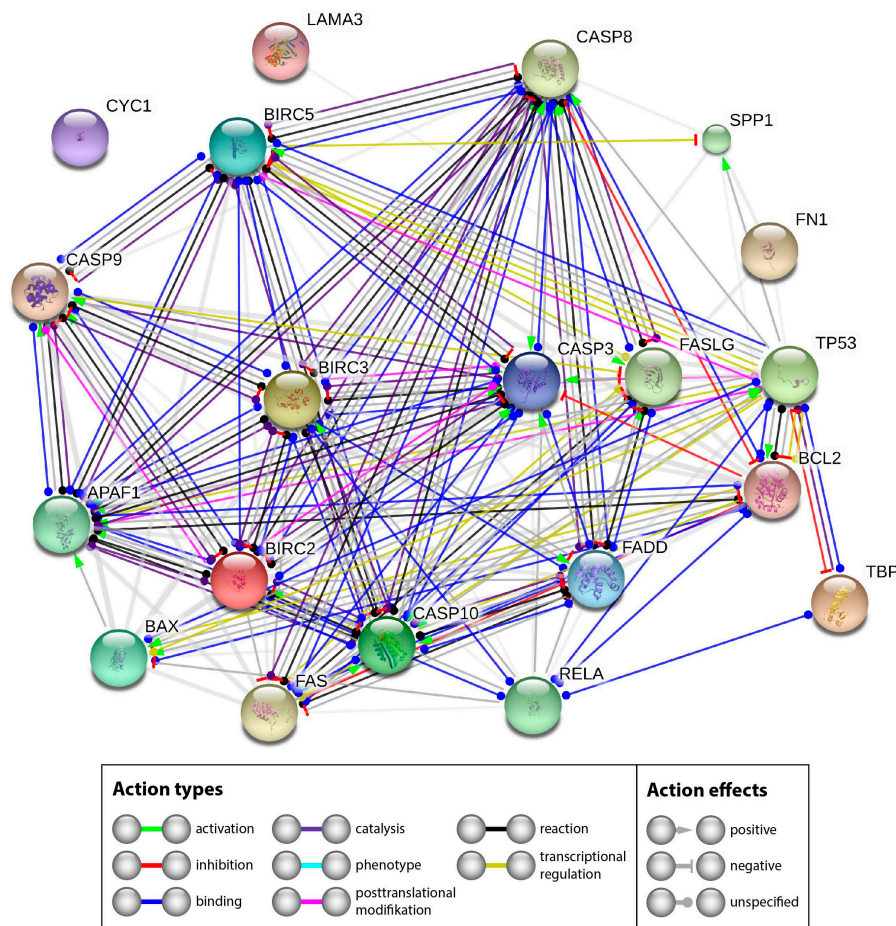 LAMA3
CASP8
CYC1
BIRC5
SPP1
FN1
CASP9
BIRC3
CASP3
FASLG
TP53
BCL2
APAF1
BIRC2
FADD
TBP
BAX
CASP10
FAS
RELA
Action types
activation
catalysis
reaction
inhibition
phenotype
transcriptional
regulation
binding
posttranslational
modifikation
Action effects
positive
negative
unspecified